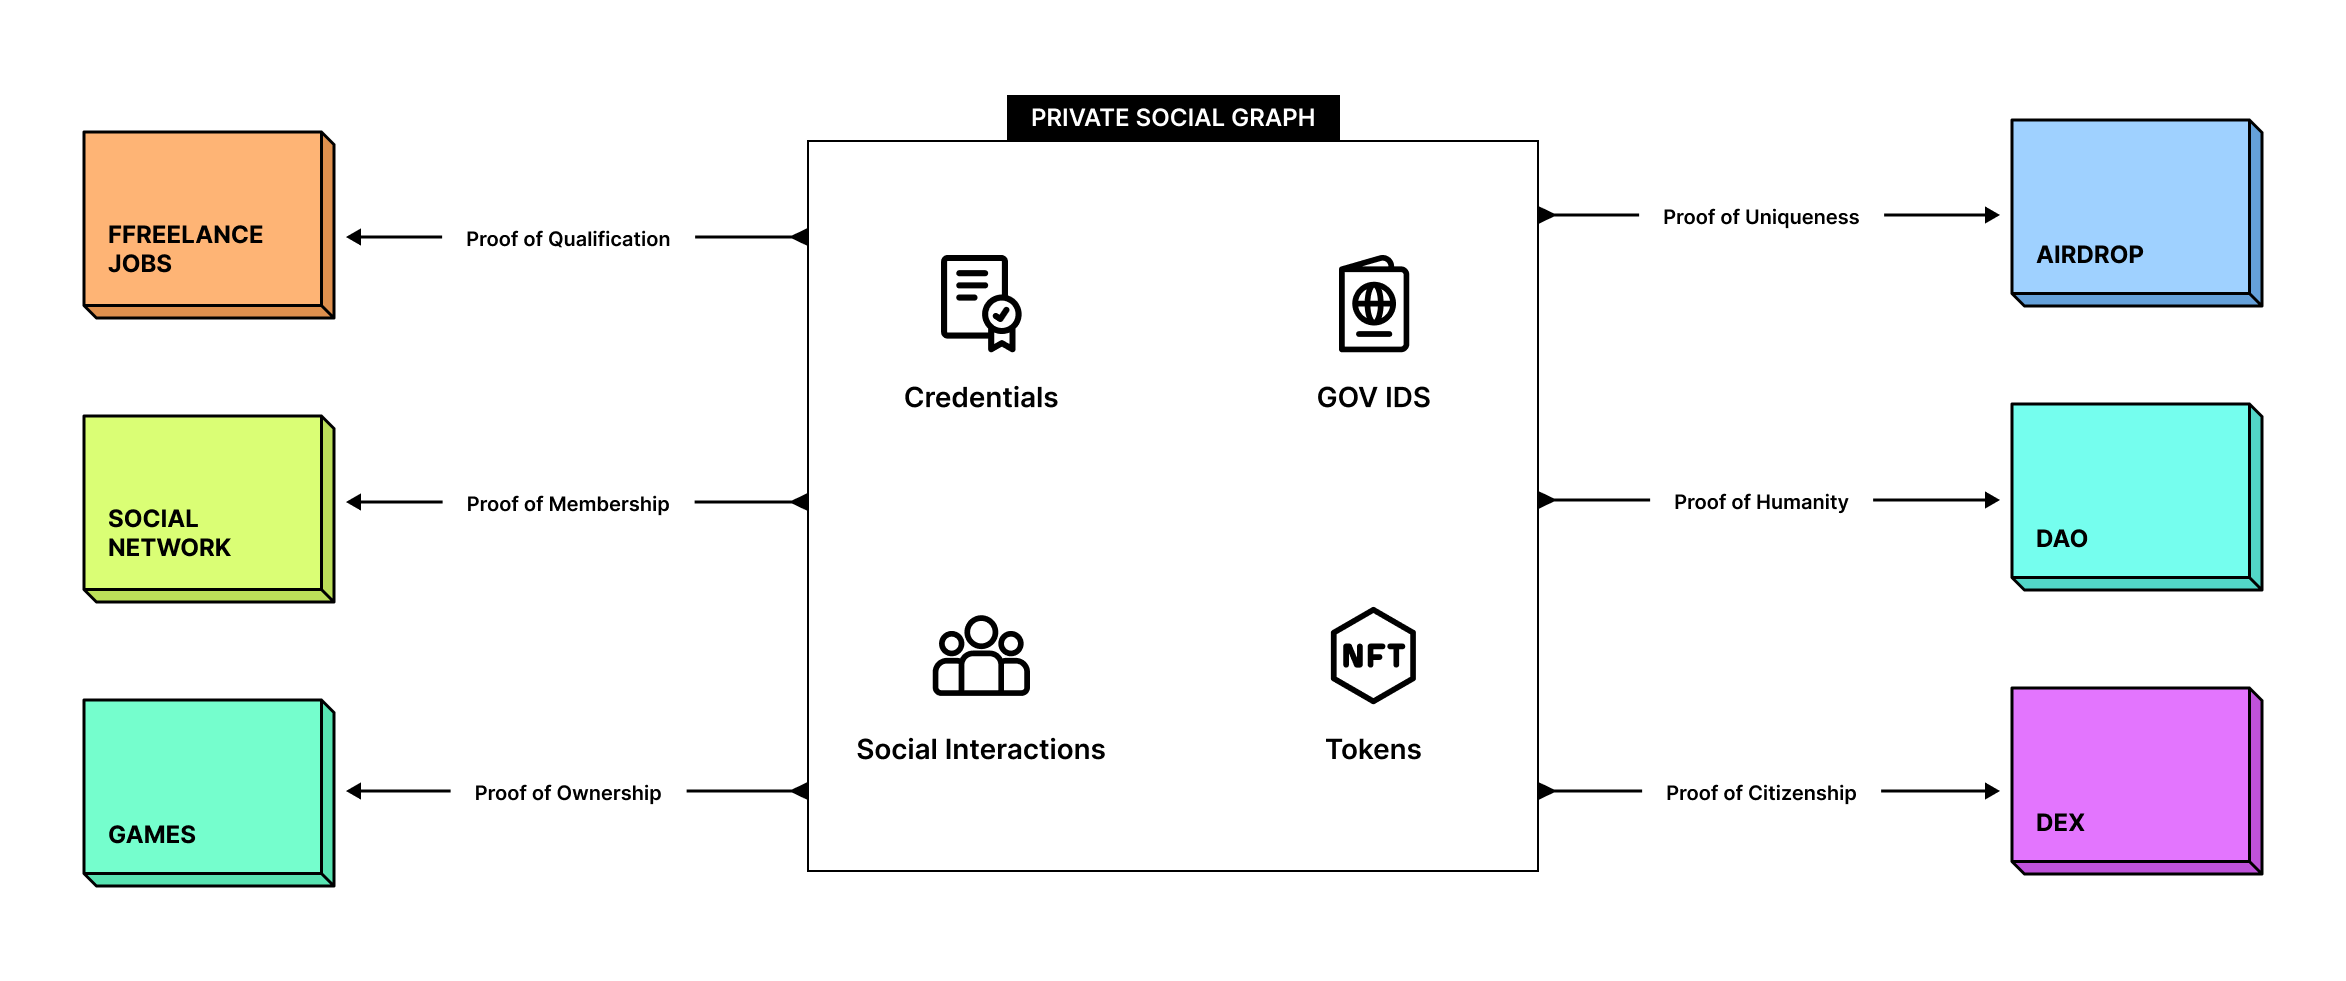 PRIVATE SOCIAL GRAPH
FFREELANCE
JOBS
Proof of Qualification
Credentials
GOV IDS
Proof of Uniqueness
AIRDROP
SOCIAL
NETWORK
Proof of Membership
Proof of Humanity
DAO
GAMES
Proof of Ownership
Social Interactions
NFT
Tokens
Proof of Citizenship
DEX